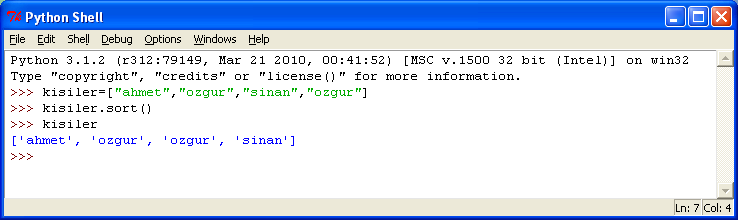 Python Shell
File Edit Shell Debug Options Windows Help
Python 3.1.2 (r312:79149, Mar 21 2010, 00:41:52) [MSC v.1500 32 bit (Intel)] on win32
Type "copyright", "credits" or "license()" for more information.
>>> kisiler=["ahmet","ozgur","sinan","ozgur"]
>>> kisiler.sort()
>>> kisiler
['ahmet', 'ozgur', 'ozgur', 'sinan']
>>>
Ln: 7 Col: 4